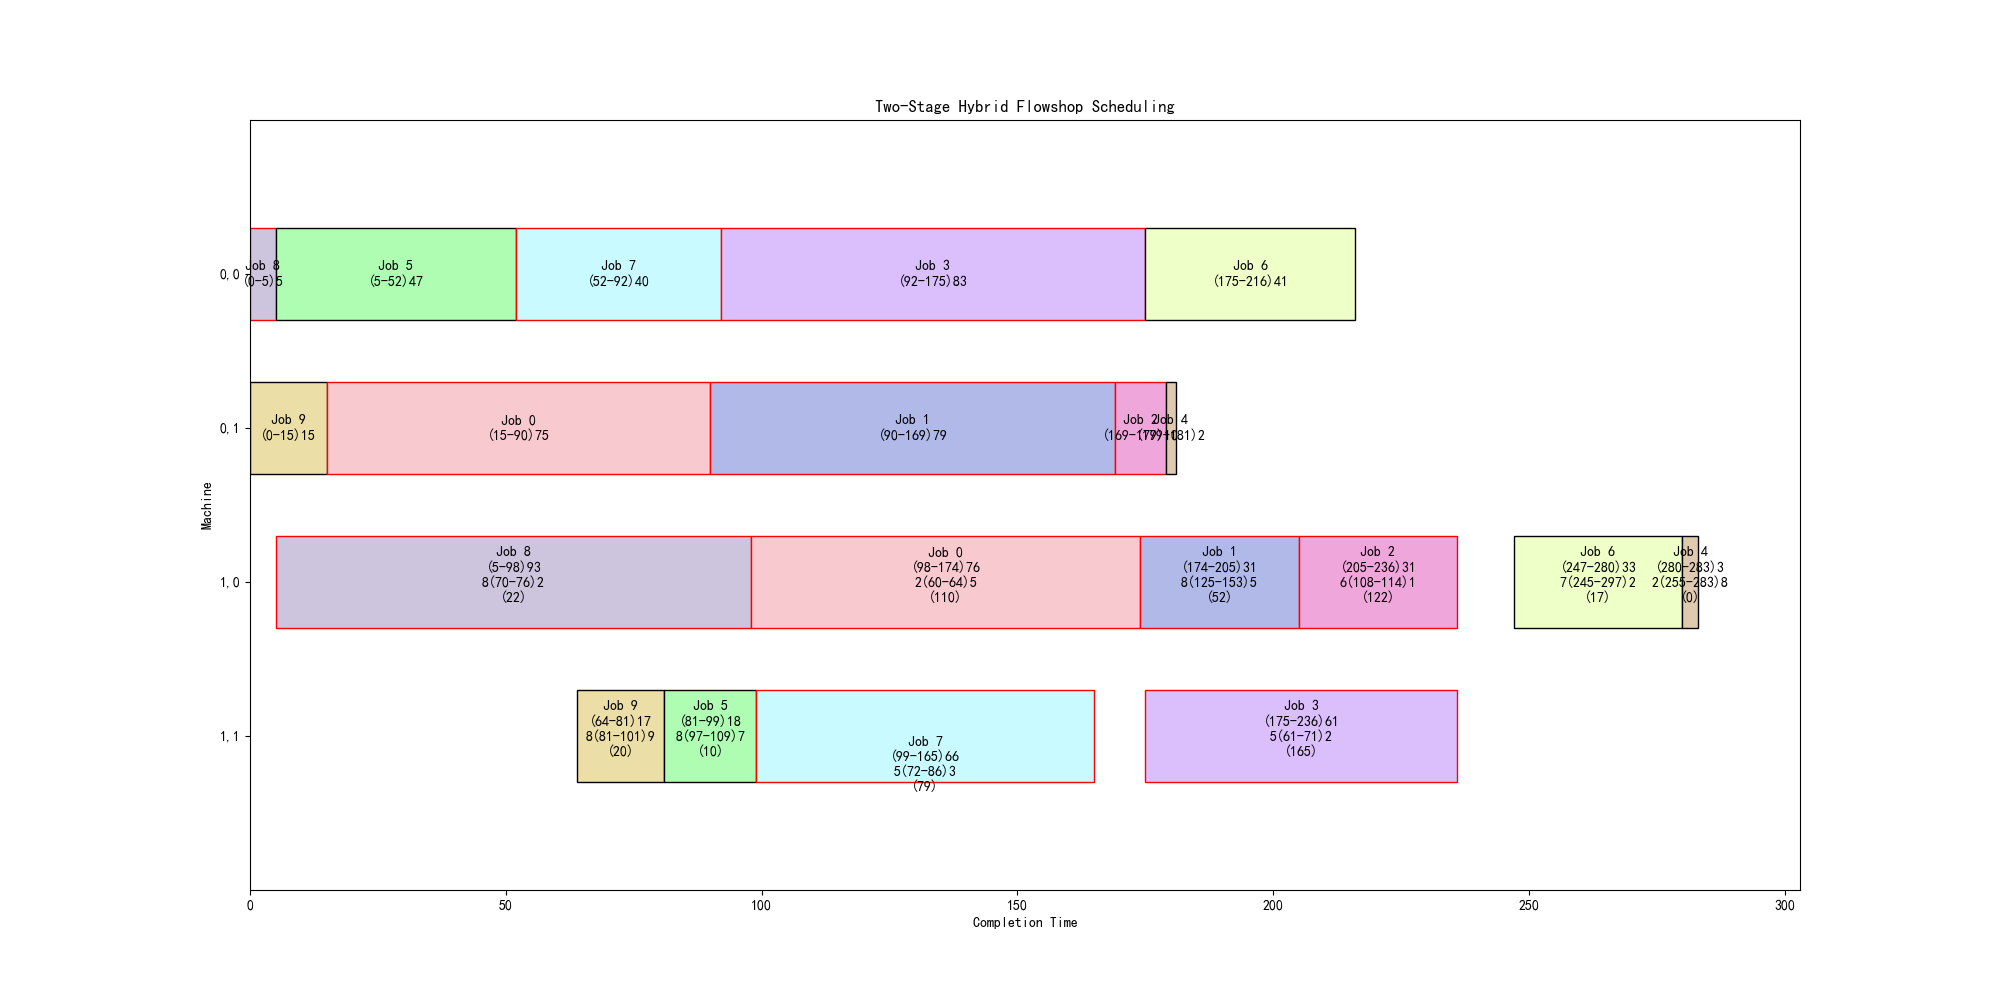 Two-Stage Hybrid Flowshop Scheduling
Machine
0,0
Job 8
(0-5)5
Job 5
(5-52)47
Job 7
(52-92)40
Job 3
(92-175)83
Job 6
(175-216)41
0,1
Job 9
(0-15)15
Job 0
(15-90)75
Job 1
(90-169)79
Job 2
(169-179)10
Job 4
(179-181)2
1,0
Job 8
(5-98)93
8(70-76)2
(22)
Job 0
(98-174)76
2(60-64)5
(110)
Job 1
(174-205)31
8(125-153)5
(52)
Job 2
(205-236)31
6(108-114)1
(122)
Job 6
(247-280)33
7(245-297)2
(17)
Job 4
(280-283)3
2(255-283)8
(0)
1,1
Job 9
(64-81)17
8(81-101)9
(20)
Job 5
(81-99)18
8(97-109)7
(10)
Job 7
(99-165)66
5(72-86)3
(79)
Job 3
(175-236)61
5(61-71)2
(165)
0
50
100
150
200
250
300
Completion Time